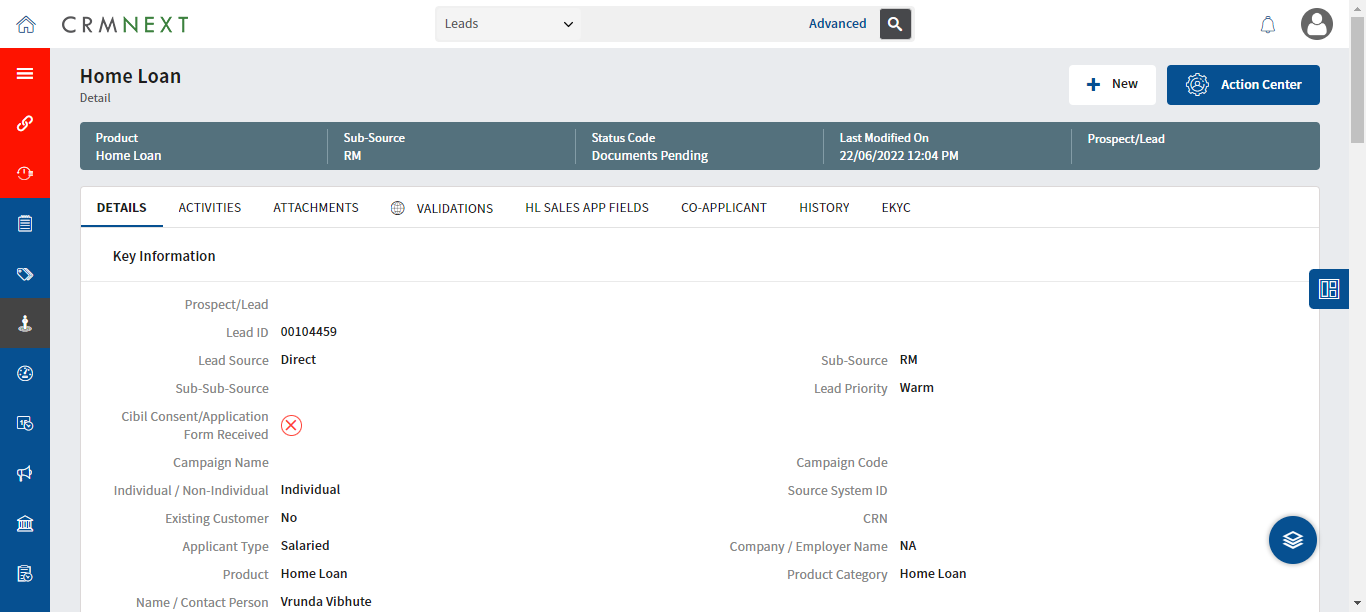 CRMNEXT
Leads
Advanced
Home Loan
Detail
New
Action Center
Product
Home Loan
Sub-Source
RM
Status Code
Documents Pending
Last Modified On
22/06/2022 12:04 PM
Prospect/Lead
DETAILS
ACTIVITIES
ATTACHMENTS
VALIDATIONS
HL SALES APP FIELDS
CO-APPLICANT
HISTORY
EKYC
Key Information
Prospect/Lead
Lead ID 00104459
Lead Source Direct
Sub-Source RM
Sub-Sub-Source
Lead Priority Warm
Cibil Consent/Application
Form Received
Campaign Name
Campaign Code
Individual / Non-Individual Individual
Source System ID
Existing Customer No
CRN
Applicant Type Salaried
Company / Employer Name NA
Product Home Loan
Product Category Home Loan
Name / Contact Person Vrunda Vibhute